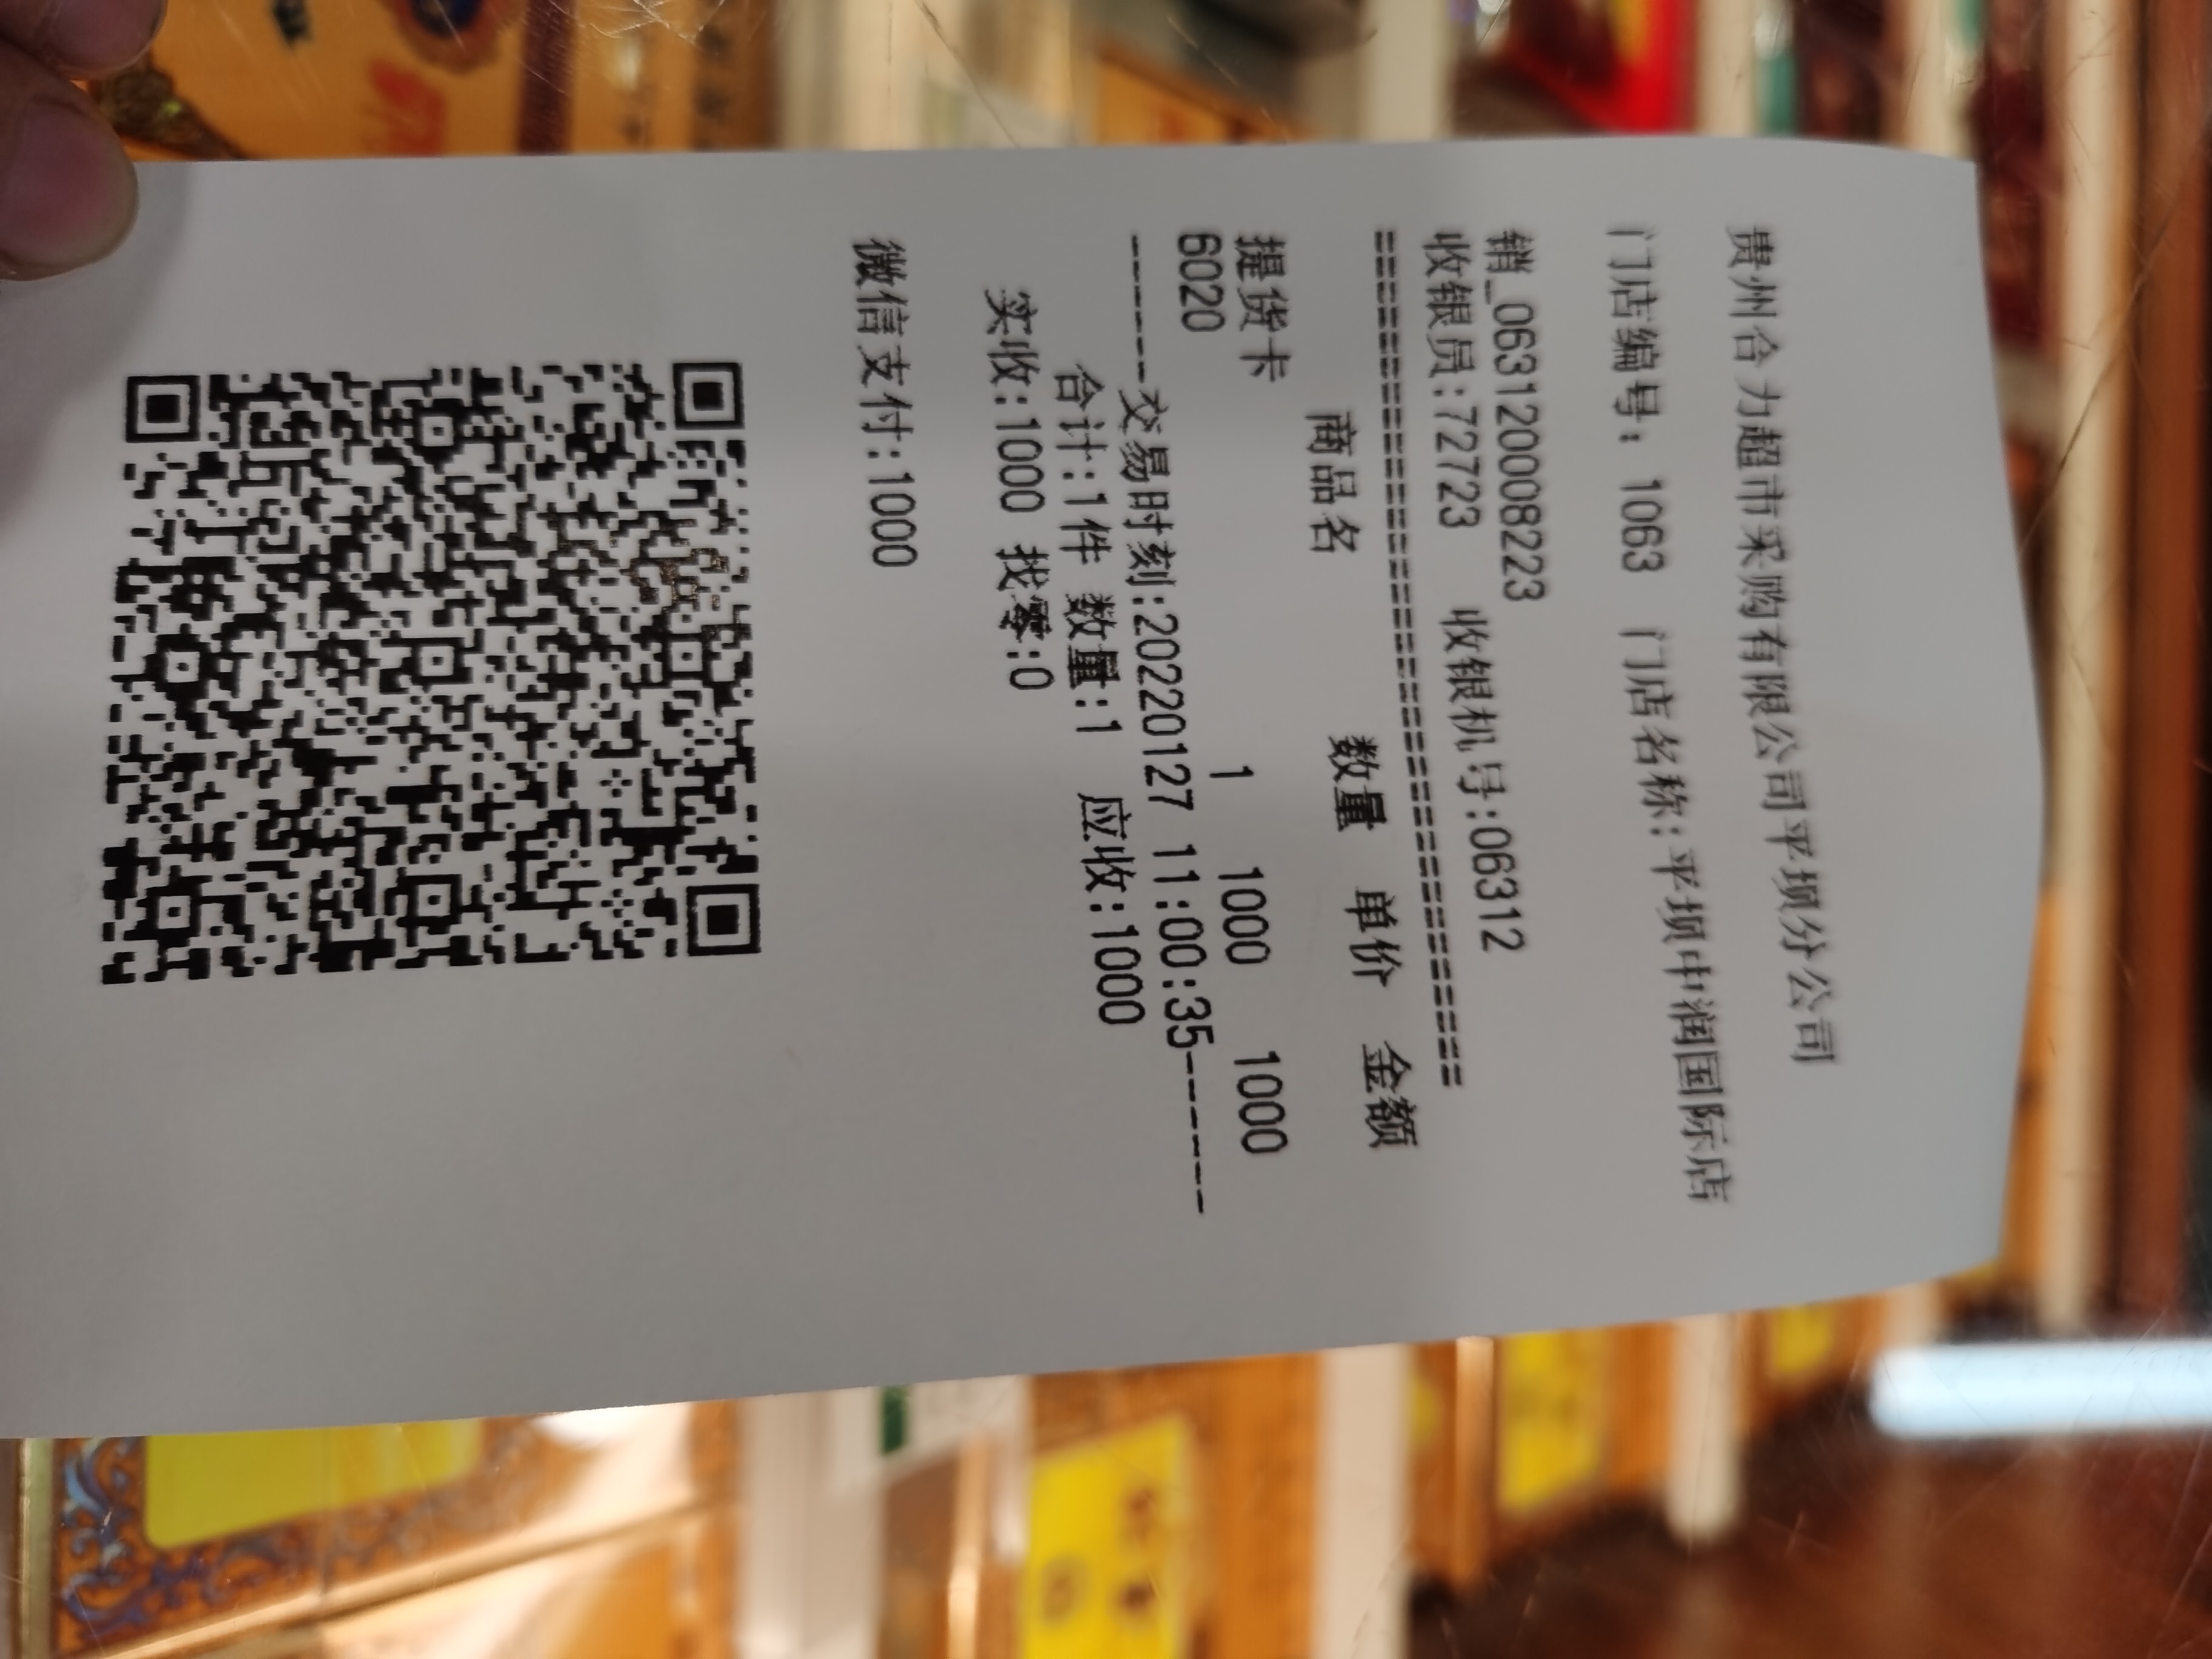 贵州合力超市采购有限公司平坝分公司
门店编号: 1063 门店名称:平坝中润国际店
销_0631200082​23
收银员:72723 收银机号:06312
==========================================
商品名 数量 单价 金额
提货卡 1 1000 1000
6020
------交易时刻:20220127 11:00:35------
合计:1件 数量:1 应收:1000
实收:1000 找零:0
微信支付:1000